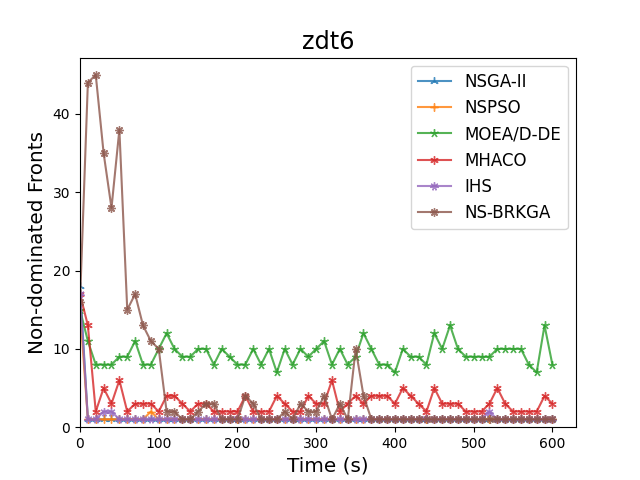 zdt6
Non-dominated Fronts
40
30
20
10
0
NSGA-II
NSPSO
MOEA/D-DE
MHACO
IHS
NS-BRKGA
0 100 200 300 400 500 600
Time (s)